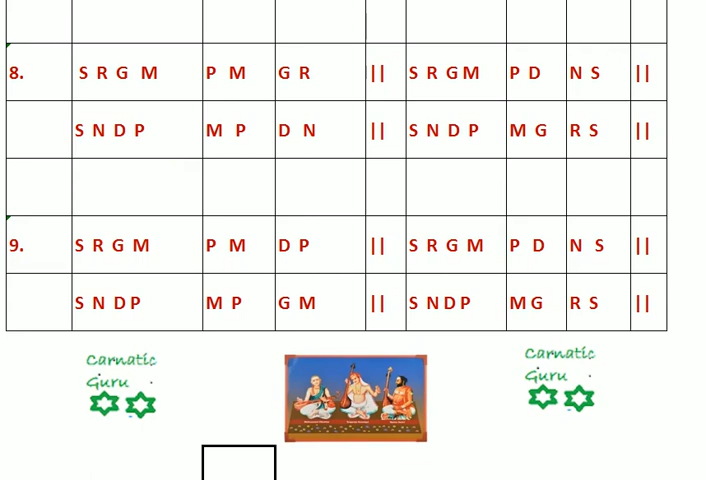 8. S R G M P M G R || S R G M P D N S ||
S N D P M P D N || S N D P M G R S ||
9. S R G M P M D P || S R G M P D N S ||
S N D P M P G M || S N D P M G R S ||
Carnatic Guru
Carnatic Guru